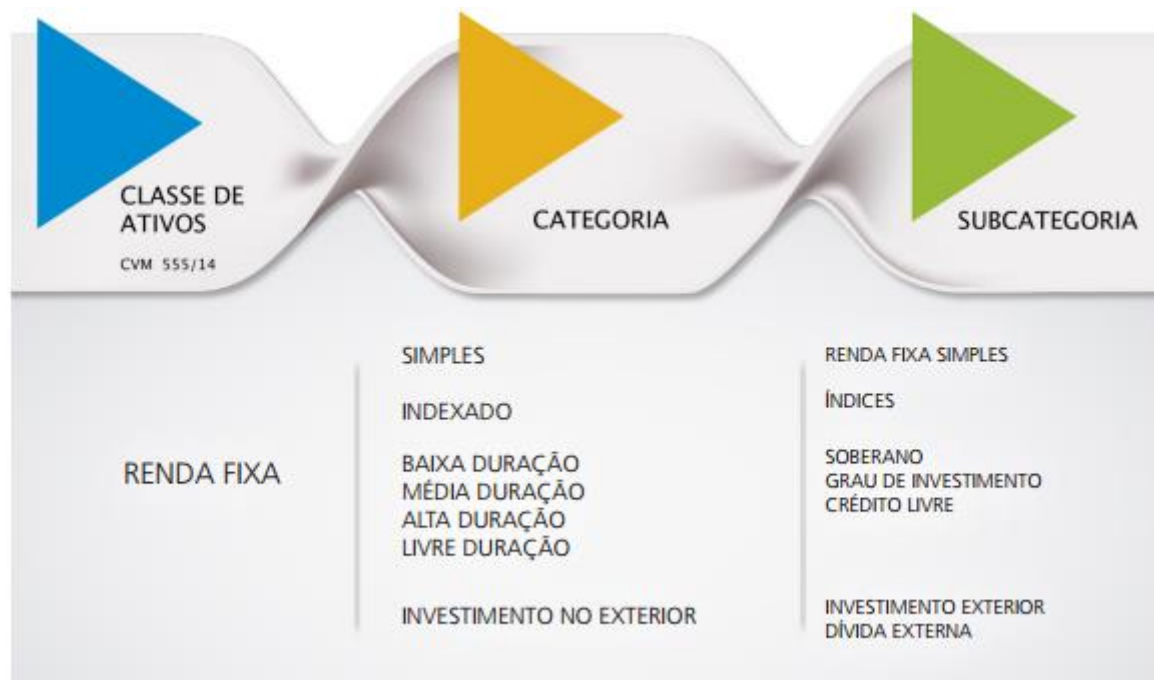 CLASSE DE
ATIVOS
CVM 555/14
CATEGORIA
SUBCATEGORIA
RENDA FIXA
SIMPLES
INDEXADO
BAIXA DURAÇÃO
MÉDIA DURAÇÃO
ALTA DURAÇÃO
LIVRE DURAÇÃO
INVESTIMENTO NO EXTERIOR
RENDA FIXA SIMPLES
ÍNDICES
SOBERANO
GRAU DE INVESTIMENTO
CRÉDITO LIVRE
INVESTIMENTO EXTERIOR
DÍVIDA EXTERNA